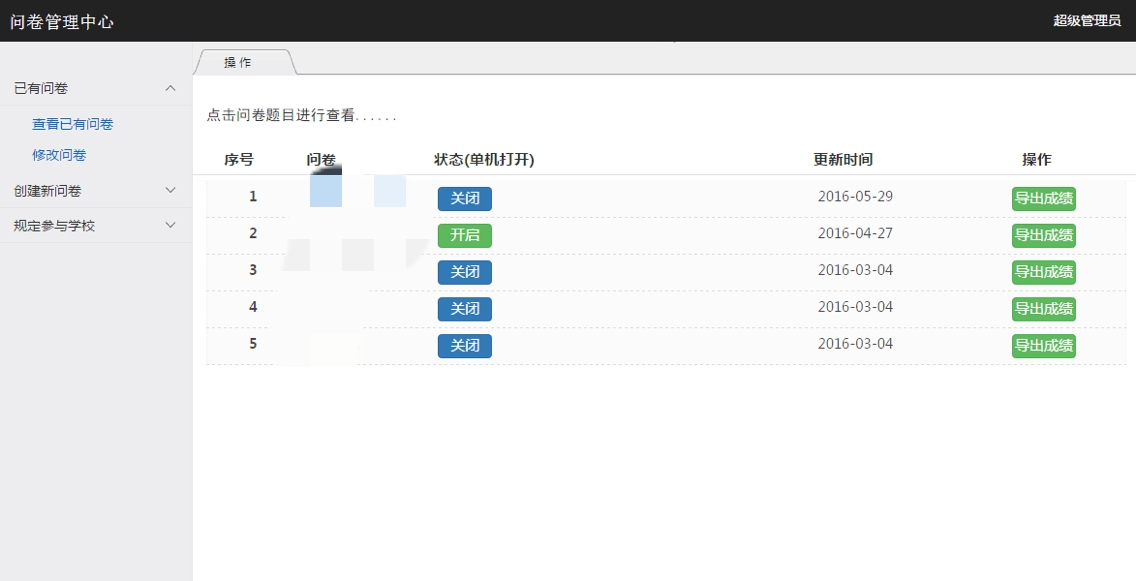 问卷管理中心 超级管理员
操作
已有问卷
查看已有问卷
修改问卷
创建新问卷
规定参与学校
点击问卷题目进行查看......
序号 问卷 状态(单机打开) 更新时间 操作
1 关闭 2016-05-29 导出成绩
2 开启 2016-04-27 导出成绩
3 关闭 2016-03-04 导出成绩
4 关闭 2016-03-04 导出成绩
5 关闭 2016-03-04 导出成绩